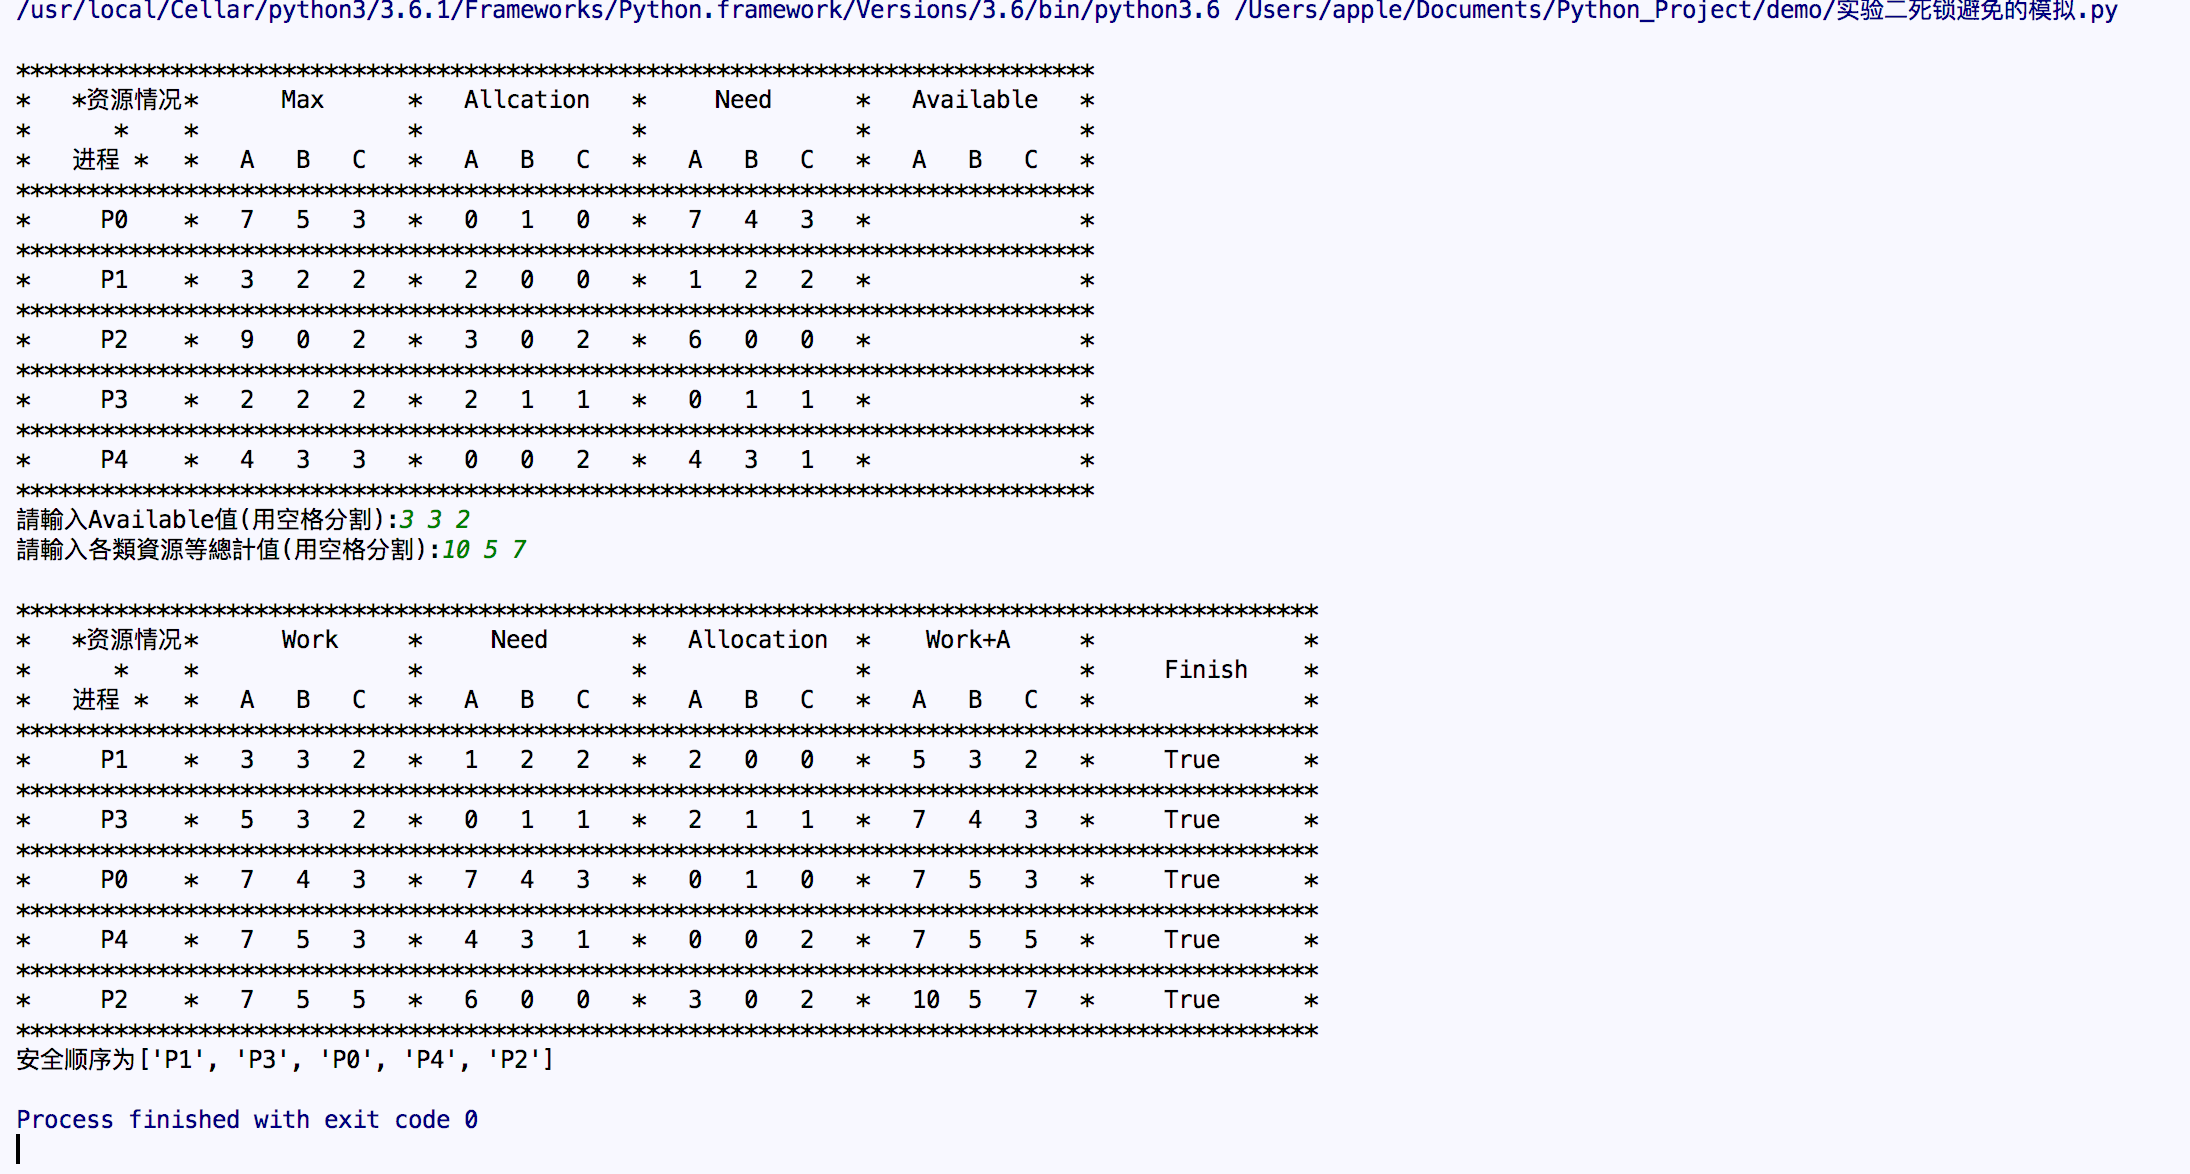 /usr/local/Cellar/python3/3.6.1/Frameworks/Python.framework/Versions/3.6/bin/python3.6 /Users/apple/Documents/Python_Project/demo/实验二死锁避免的模拟.py
*****************************************************************************
*   *资源情况*      Max      *   Allcation   *     Need      *   Available   *
*      *    *               *               *               *               *
*   进程 *   *   A   B   C   *   A   B   C   *   A   B   C   *   A   B   C   *
*****************************************************************************
*     P0    *   7   5   3   *   0   1   0   *   7   4   3   *               *
*****************************************************************************
*     P1    *   3   2   2   *   2   0   0   *   1   2   2   *               *
*****************************************************************************
*     P2    *   9   0   2   *   3   0   2   *   6   0   0   *               *
*****************************************************************************
*     P3    *   2   2   2   *   2   1   1   *   0   1   1   *               *
*****************************************************************************
*     P4    *   4   3   3   *   0   0   2   *   4   3   1   *               *
*****************************************************************************
請輸入Available值(用空格分割):3 3 2
請輸入各類資源等總計值(用空格分割):10 5 7
*********************************************************************************************
*   *资源情况*      Work     *     Need      *   Allocation  *    Work+A     *               *
*      *    *               *               *               *               *     Finish    *
*   进程 *   *   A   B   C   *   A   B   C   *   A   B   C   *   A   B   C   *               *
*********************************************************************************************
*     P1    *   3   3   2   *   1   2   2   *   2   0   0   *   5   3   2   *     True      *
*********************************************************************************************
*     P3    *   5   3   2   *   0   1   1   *   2   1   1   *   7   4   3   *     True      *
*********************************************************************************************
*     P0    *   7   4   3   *   7   4   3   *   0   1   0   *   7   5   3   *     True      *
*********************************************************************************************
*     P4    *   7   5   3   *   4   3   1   *   0   0   2   *   7   5   5   *     True      *
*********************************************************************************************
*     P2    *   7   5   5   *   6   0   0   *   3   0   2   *   10  5   7   *     True      *
*********************************************************************************************
安全顺序为['P1', 'P3', 'P0', 'P4', 'P2']
Process finished with exit code 0